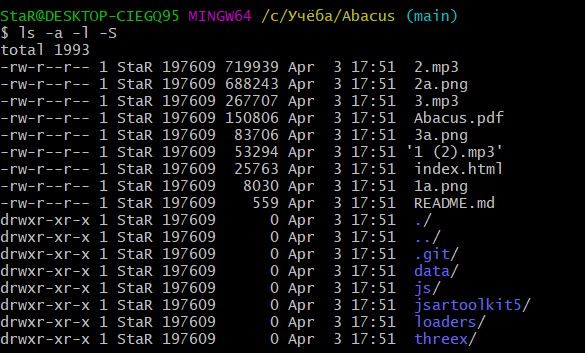 StaR@DESKTOP-CIEGQ95 MINGW64 /c/Учёба/Abacus (main)
$ ls -a -l -S
total 1993
-rw-r--r-- 1 StaR 197609 719939 Apr  3 17:51  2.mp3
-rw-r--r-- 1 StaR 197609 688243 Apr  3 17:51  2a.png
-rw-r--r-- 1 StaR 197609 267707 Apr  3 17:51  3.mp3
-rw-r--r-- 1 StaR 197609 150806 Apr  3 17:51  Abacus.pdf
-rw-r--r-- 1 StaR 197609  83706 Apr  3 17:51  3a.png
-rw-r--r-- 1 StaR 197609  53294 Apr  3 17:51 '1 (2).mp3'
-rw-r--r-- 1 StaR 197609  25763 Apr  3 17:51  index.html
-rw-r--r-- 1 StaR 197609   8030 Apr  3 17:51  1a.png
-rw-r--r-- 1 StaR 197609    559 Apr  3 17:51  README.md
drwxr-xr-x 1 StaR 197609      0 Apr  3 17:51  ./
drwxr-xr-x 1 StaR 197609      0 Apr  3 17:51  ../
drwxr-xr-x 1 StaR 197609      0 Apr  3 17:51  .git/
drwxr-xr-x 1 StaR 197609      0 Apr  3 17:51  data/
drwxr-xr-x 1 StaR 197609      0 Apr  3 17:51  js/
drwxr-xr-x 1 StaR 197609      0 Apr  3 17:51  jsartoolkit5/
drwxr-xr-x 1 StaR 197609      0 Apr  3 17:51  loaders/
drwxr-xr-x 1 StaR 197609      0 Apr  3 17:51  threex/